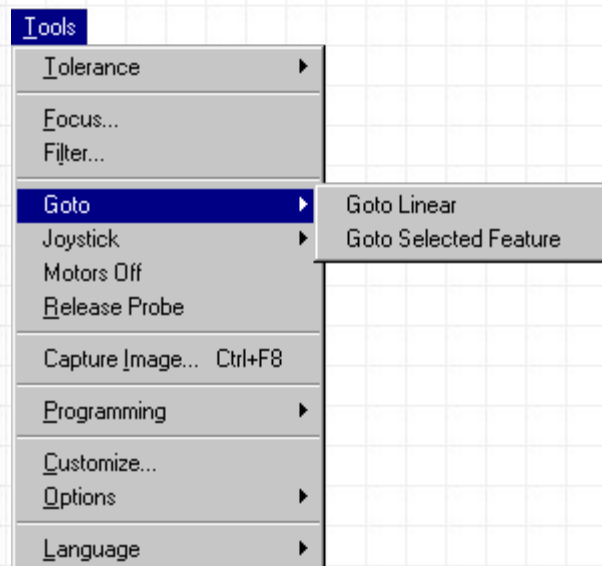 Tools
Tolerance
Focus...
Filter...
Goto
Goto Linear
Goto Selected Feature
Joystick
Motors Off
Release Probe
Capture Image... Ctrl+F8
Programming
Customize...
Options
Language